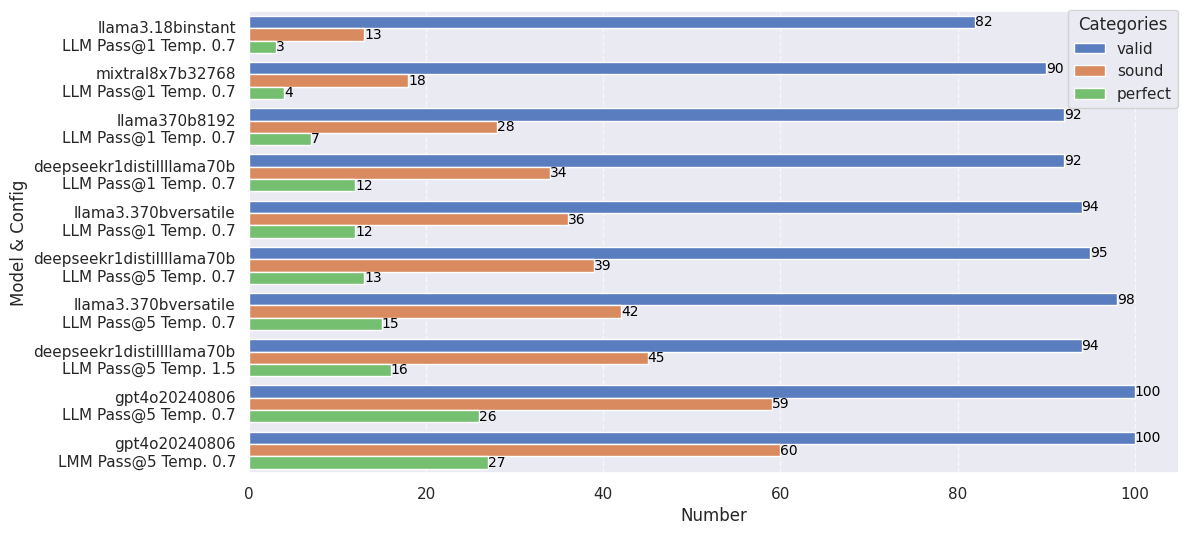 Categories
valid
sound
perfect
Model & Config
llama3.18binstant
LLM Pass@1 Temp. 0.7
82
13
3
mixtral8x7b32768
LLM Pass@1 Temp. 0.7
90
18
4
llama370b8192
LLM Pass@1 Temp. 0.7
92
28
7
deepseekr1distillllama70b
LLM Pass@1 Temp. 0.7
92
34
12
llama3.370bversatile
LLM Pass@1 Temp. 0.7
94
36
12
deepseekr1distillllama70b
LLM Pass@5 Temp. 0.7
95
39
13
llama3.370bversatile
LLM Pass@5 Temp. 0.7
98
42
15
deepseekr1distillllama70b
LLM Pass@5 Temp. 1.5
94
45
16
gpt4o20240806
LLM Pass@5 Temp. 0.7
100
59
26
gpt4o20240806
LMM Pass@5 Temp. 0.7
100
60
27
0 20 40 60 80 100
Number